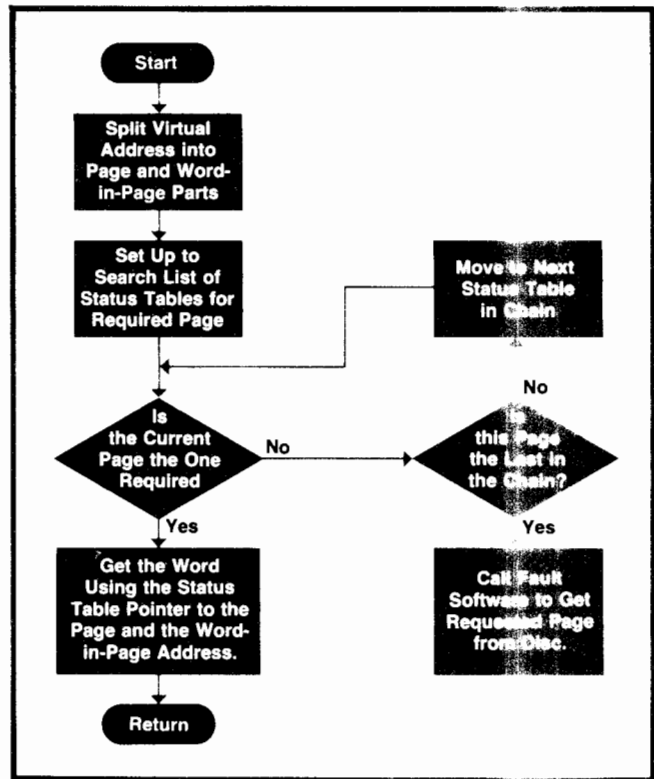 Start
Split Virtual
Address into
Page and Word-
in-Page Parts
Set Up to
Search List of
Status Tables for
Required Page
Move to Next
Status Table
in Chain
Is
the Current
Page the One
Required
No
No
Is
this Page
the Last in
the Chain?
Yes
Get the Word
Using the Status
Table Pointer to the
Page and the Word-
in-Page Address.
Yes
Call Fault
Software to Get
Requested Page
from Disc.
Return